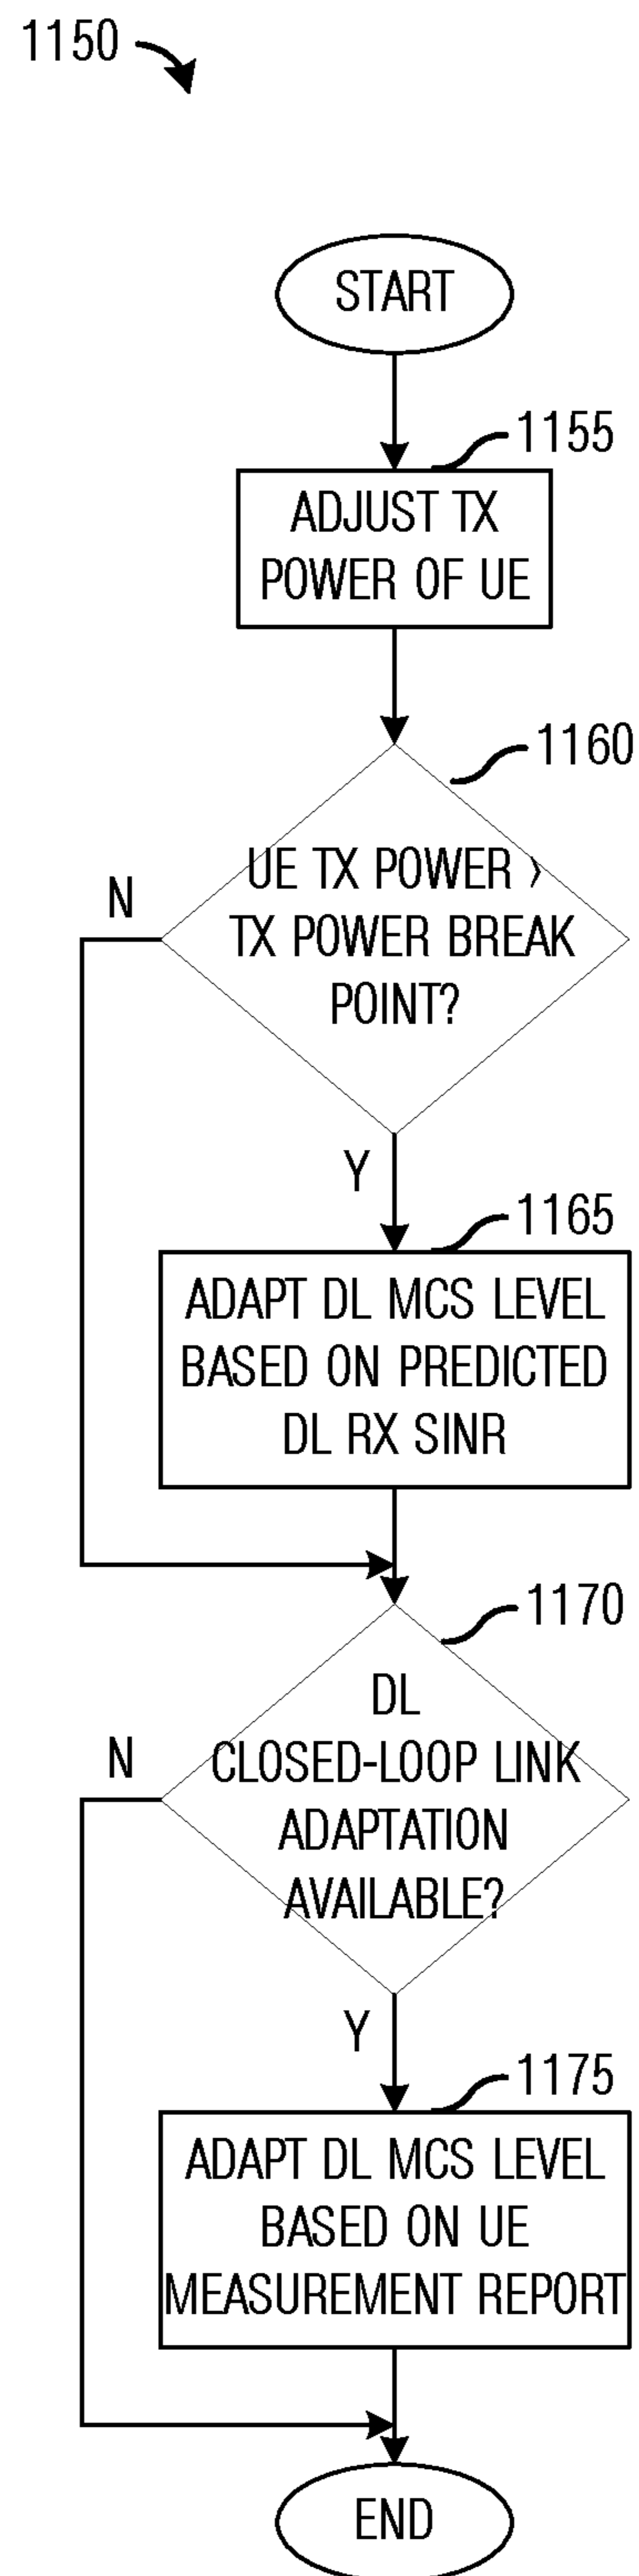 1150
START
1155
ADJUST TX
POWER OF UE
1160
UE TX POWER >
TX POWER BREAK
POINT?
N
Y
1165
ADAPT DL MCS LEVEL
BASED ON PREDICTED
DL RX SINR
1170
DL
CLOSED-LOOP LINK
ADAPTATION
AVAILABLE?
N
Y
1175
ADAPT DL MCS LEVEL
BASED ON UE
MEASUREMENT REPORT
END